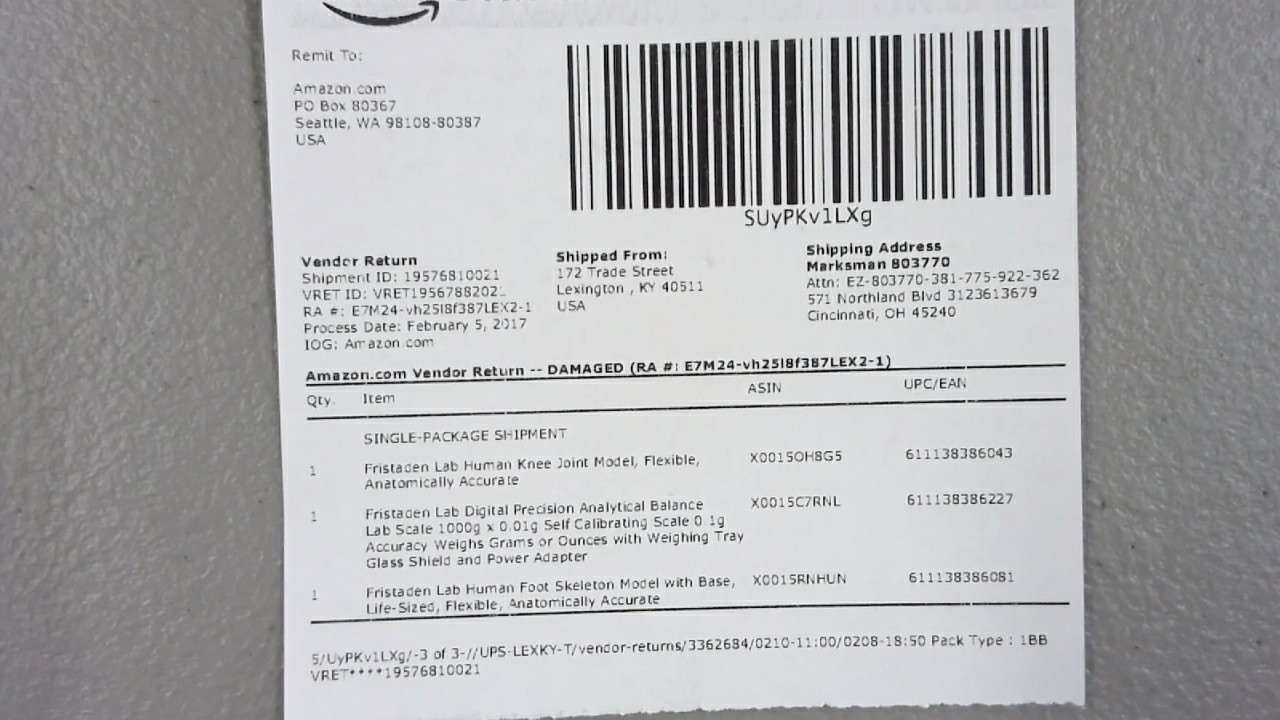 Remit To:
Amazon.com
PO Box 80367
Seattle, WA 98108-80387
USA
SUyPKv1LXg
Vendor Return
Shipment ID: 19576810021
VRET ID:
RA #: E7M24-vh25l8f387LEX2-1
Process Date: February 5, 2017
IOG: Amazon.com
Shipped From:
172 Trade Street
Lexington , KY 40511
USA
Shipping Address
Marksman 803770
Attn: EZ-803770-381-775-922-362
571 Northland Blvd 3123613679
Cincinnati, OH 45240
Amazon.com Vendor Return -- DAMAGED (RA #: E7M24-vh25l8f387LEX2-1)
Qty. Item ASIN UPC/EAN
SINGLE-PACKAGE SHIPMENT
1 Fristaden Lab Human Knee Joint Model, Flexible, X0015OH8G5 611138386043
Anatomically Accurate
1 Fristaden Lab Digital Precision Analytical Balance X0015C7RNL 611138386227
Lab Scale 1000g x 0.01g Self Calibrating Scale 0.1g
Accuracy Weighs Grams or Ounces with Weighing Tray
Glass Shield and Power Adapter
1 Fristaden Lab Human Foot Skeleton Model with Base, X0015RNHUN 611138386081
Life-Sized, Flexible, Anatomically Accurate
5/UyPKv1LXg/-3 of 3-//UPS-LEXKY-T/vendor-returns/3362684/0210-11:00/0208-18:50 Pack Type : 1BB
VRET****19576810021